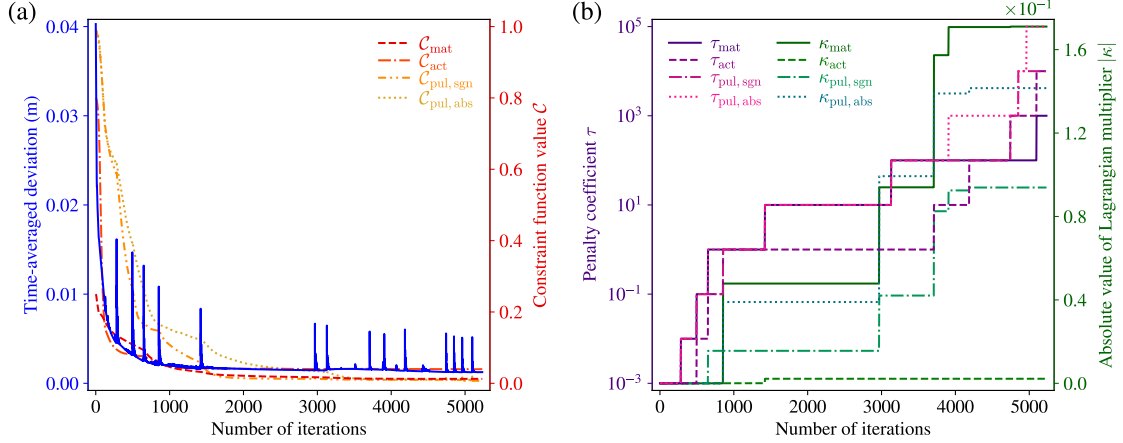 (a)
0.04
0.03
0.02
0.01
0.00
Time-averaged deviation (m)
0
1000
2000
3000
4000
5000
Number of iterations
1.0
0.8
0.6
0.4
0.2
0.0
Constraint function value 𝒞
𝒞mat
𝒞act
𝒞pul, sgn
𝒞pul, abs
(b)
10⁵
10³
10¹
10⁻¹
10⁻³
Penalty coefficient τ
0
1000
2000
3000
4000
5000
Number of iterations
×10⁻¹
1.6
1.2
0.8
0.4
0.0
Absolute value of Lagrangian multiplier |κ|
τmat
τact
τpul, sgn
τpul, abs
κmat
κact
κpul, sgn
κpul, abs